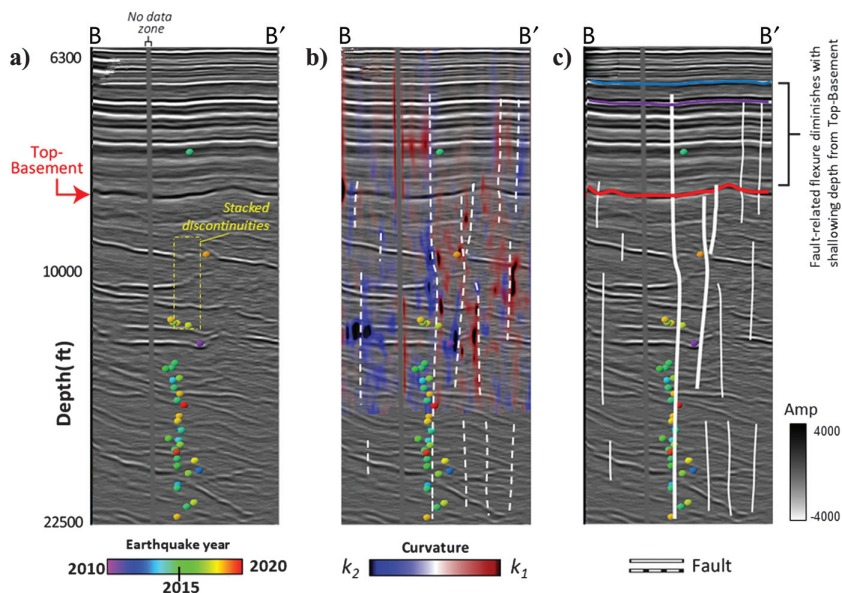 No data
zone
B B′
a)
6300
Top-
Basement
Stacked
discontinuities
10000
Depth( ft)
22500
Earthquake year
2010 2020
2015
B B′
b)
Curvature
k2 k1
B B′
c)
Fault-related flexure diminishes with
shallowing depth from Top-Basement
Amp
4000
-4000
Fault